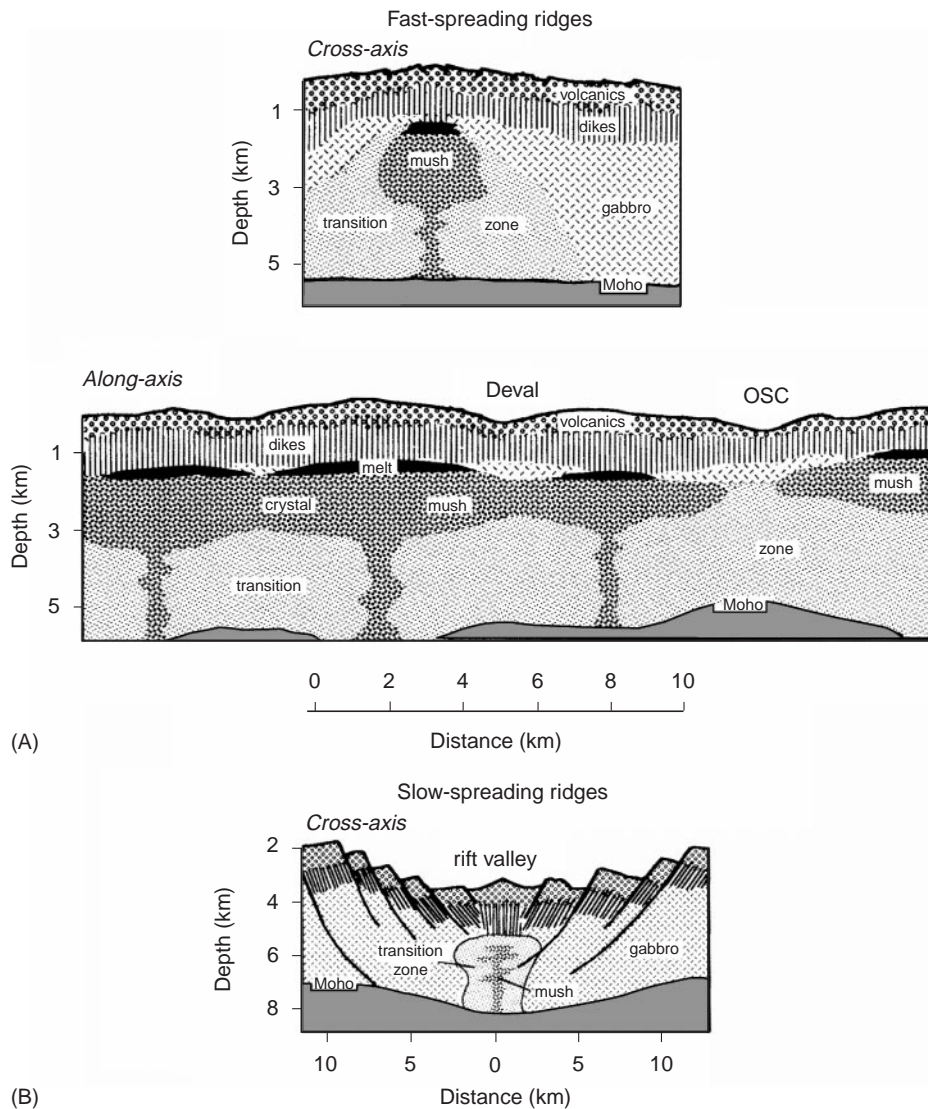 Fast-spreading ridges
Cross-axis
volcanics
1
dikes
mush
Depth (km)
3
gabbro
transition
zone
5
Moho
Along-axis
Deval
OSC
volcanics
1
dikes
melt
mush
crystal
mush
Depth (km)
3
zone
transition
5
Moho
0 2 4 6 8 10
(A)
Distance (km)
Slow-spreading ridges
Cross-axis
2
rift valley
4
Depth (km)
transition
zone
gabbro
6
mush
Moho
8
10 5 0 5 10
(B)
Distance (km)